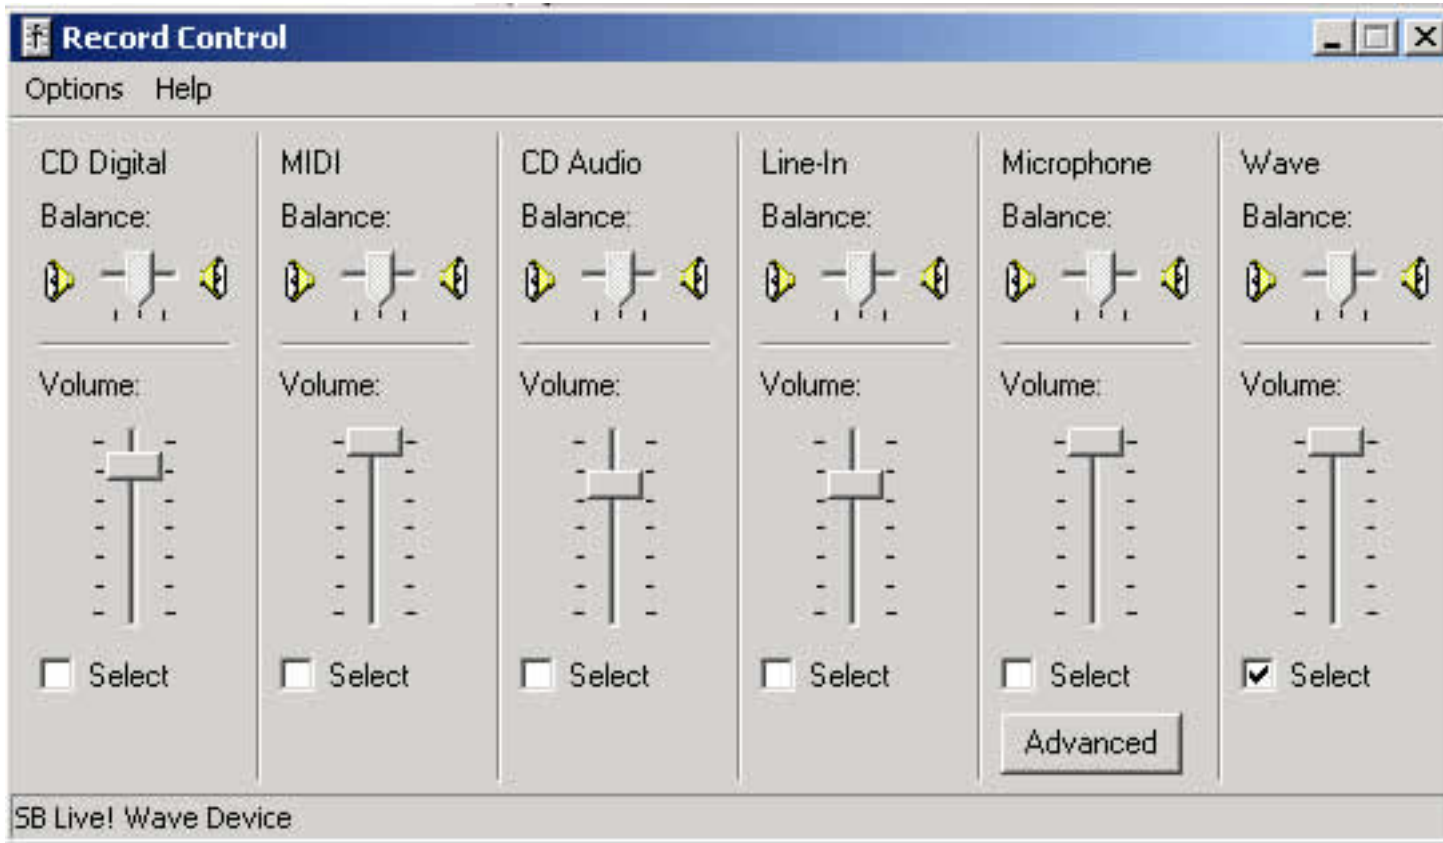 Record Control
Options Help
CD Digital MIDI CD Audio Line-In Microphone Wave
Balance: Balance: Balance: Balance: Balance: Balance:
Volume: Volume: Volume: Volume: Volume: Volume:
Select Select Select Select Select Select
Advanced
SB Live! Wave Device